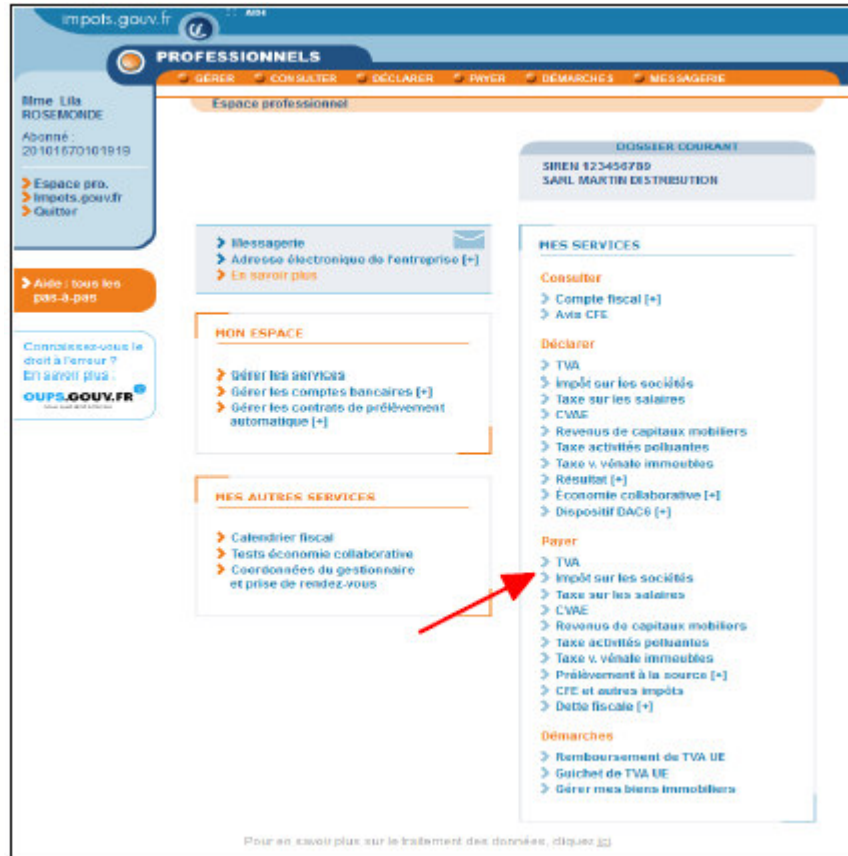 impots.gouv.fr
AIDE
PROFESSIONNELS
GÉRER CONSULTER DÉCLARER PAYER DÉMARCHES MESSAGERIE
Mme Lila
ROSEMONDE
Abonné :
20101670101919
Espace pro.
Impots.gouv.fr
Quitter
Aide : tous les
pas-à-pas
Connaissez-vous le
droit à l'erreur ?
En savoir plus :
OUPS.GOUV.FR
Espace professionnel
DOSSIER COURANT
SIREN 123456789
SARL MARTIN DISTRIBUTION
Messagerie
Adresse électronique de l'entreprise [+]
En savoir plus
MON ESPACE
Gérer les services
Gérer les comptes bancaires [+]
Gérer les contrats de prélèvement
automatique [+]
MES AUTRES SERVICES
Calendrier fiscal
Tests économie collaborative
Coordonnées du gestionnaire
et prise de rendez-vous
MES SERVICES
Consulter
Compte fiscal [+]
Avis CFE
Déclarer
TVA
Impôt sur les sociétés
Taxe sur les salaires
CVAE
Revenus de capitaux mobiliers
Taxe activités polluantes
Taxe v. vénale immeubles
Résultat [+]
Économie collaborative [+]
Dispositif DAC6 [+]
Payer
TVA
Impôt sur les sociétés
Taxe sur les salaires
CVAE
Revenus de capitaux mobiliers
Taxe activités polluantes
Taxe v. vénale immeubles
Prélèvement à la source [+]
CFE et autres impôts
Dette fiscale [+]
Démarches
Remboursement de TVA UE
Guichet de TVA UE
Gérer mes biens immobiliers
Pour en savoir plus sur le traitement des données, cliquez ici